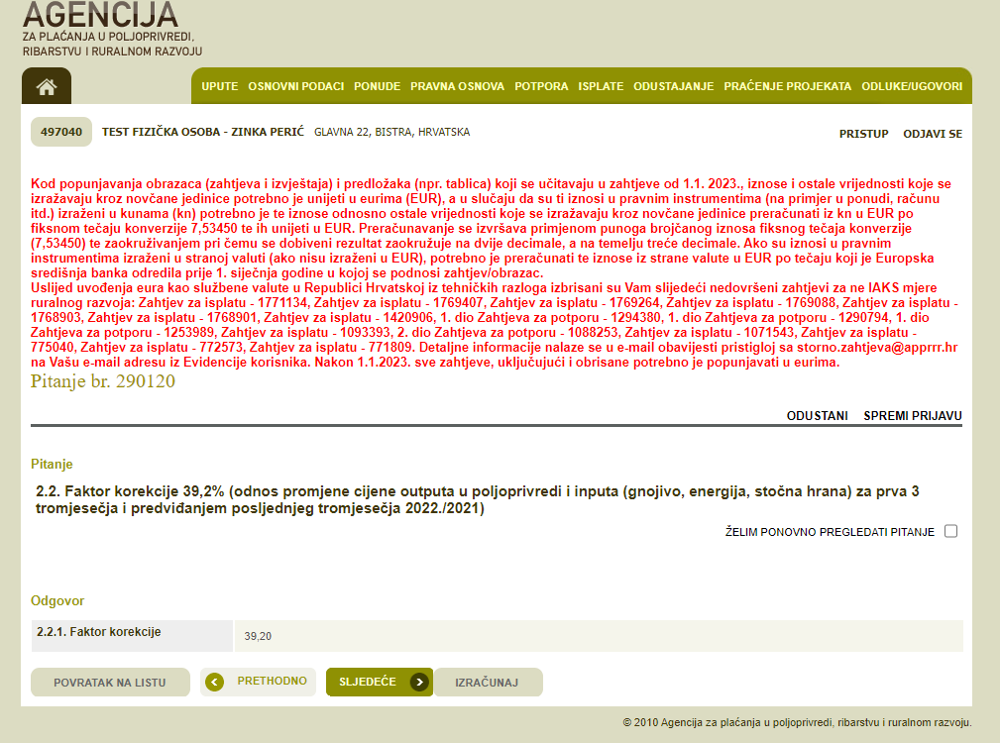 AGENCIJA
ZA PLAĆANJA U POLJOPRIVREDI,
RIBARSTVU I RURALNOM RAZVOJU
UPUTE OSNOVNI PODACI PONUDE PRAVNA OSNOVA POTPORA ISPLATE ODUSTAJANJE PRAĆENJE PROJEKATA ODLUKE/UGOVORI
497040 TEST FIZIČKA OSOBA - ZINKA PERIĆ GLAVNA 22, BISTRA, HRVATSKA
PRISTUP ODJAVI SE
Kod popunjavanja obrazaca (zahtjeva i izvještaja) i predložaka (npr. tablica) koji se učitavaju u zahtjeve od 1.1. 2023., iznose i ostale vrijednosti koje se
izražavaju kroz novčane jedinice potrebno je unijeti u eurima (EUR), a u slučaju da su ti iznosi u pravnim instrumentima (na primjer u ponudi, računu
itd.) izraženi u kunama (kn) potrebno je te iznose odnosno ostale vrijednosti koje se izražavaju kroz novčane jedinice preračunati iz kn u EUR po
fiksnom tečaju konverzije 7,53450 te ih unijeti u EUR. Preračunavanje se izvršava primjenom punoga brojčanog iznosa fiksnog tečaja konverzije
(7,53450) te zaokruživanjem pri čemu se dobiveni rezultat zaokružuje na dvije decimale, a na temelju treće decimale. Ako su iznosi u pravnim
instrumentima izraženi u stranoj valuti (ako nisu izraženi u EUR), potrebno je preračunati te iznose iz strane valute u EUR po tečaju koji je Europska
središnja banka odredila prije 1. siječnja godine u kojoj se podnosi zahtjev/obrazac.
Uslijed uvođenja eura kao službene valute u Republici Hrvatskoj iz tehničkih razloga izbrisani su Vam slijedeći nedovršeni zahtjevi za ne IAKS mjere
ruralnog razvoja: Zahtjev za isplatu - 1771134, Zahtjev za isplatu - 1769407, Zahtjev za isplatu - 1769264, Zahtjev za isplatu - 1769088, Zahtjev za isplatu -
1768903, Zahtjev za isplatu - 1768901, Zahtjev za isplatu - 1420906, 1. dio Zahtjeva za potporu - 1294380, 1. dio Zahtjeva za potporu - 1290794, 1. dio
Zahtjeva za potporu - 1253989, Zahtjev za isplatu - 1093393, 2. dio Zahtjeva za potporu - 1088253, Zahtjev za isplatu - 1071543, Zahtjev za isplatu -
775040, Zahtjev za isplatu - 772573, Zahtjev za isplatu - 771809. Detaljne informacije nalaze se u e-mail obavijesti pristigloj sa storno.zahtjeva@apprrr.hr
na Vašu e-mail adresu iz Evidencije korisnika. Nakon 1.1.2023. sve zahtjeve, uključujući i obrisane potrebno je popunjavati u eurima.
Pitanje br. 290120
ODUSTANI SPREMI PRIJAVU
Pitanje
2.2. Faktor korekcije 39,2% (odnos promjene cijene outputa u poljoprivredi i inputa (gnojivo, energija, stočna hrana) za prva 3
tromjesečja i predviđanjem posljednjeg tromjesečja 2022./2021)
ŽELIM PONOVNO PREGLEDATI PITANJE
Odgovor
2.2.1. Faktor korekcije 39,20
POVRATAK NA LISTU PRETHODNO SLJEDEĆE IZRAČUNAJ
© 2010 Agencija za plaćanja u poljoprivredi, ribarstvu i ruralnom razvoju.